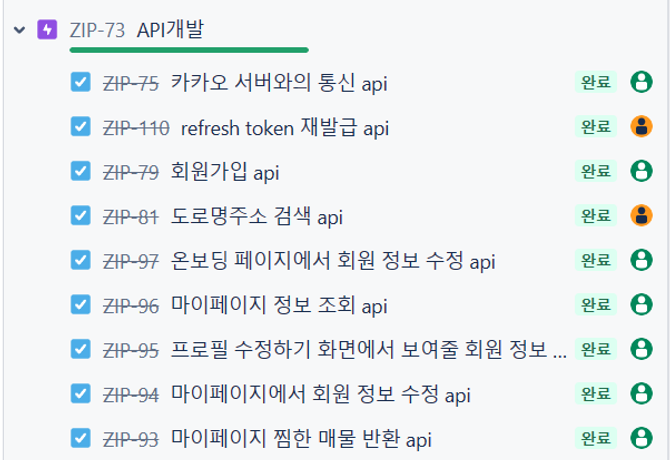 ZIP-73 API개발
ZIP-75 카카오 서버와의 통신 api 완료
ZIP-110 refresh token 재발급 api 완료
ZIP-79 회원가입 api 완료
ZIP-81 도로명주소 검색 api 완료
ZIP-97 온보딩 페이지에서 회원 정보 수정 api 완료
ZIP-96 마이페이지 정보 조회 api 완료
ZIP-95 프로필 수정하기 화면에서 보여줄 회원 정보 ... 완료
ZIP-94 마이페이지에서 회원 정보 수정 api 완료
ZIP-93 마이페이지 찜한 매물 반환 api 완료